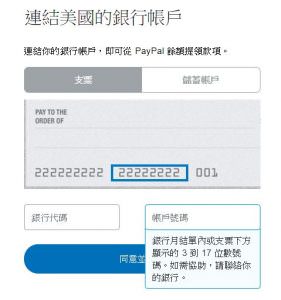 連結美國的銀行帳戶
連結你的銀行帳戶，即可從 PayPal 餘額提領款項。
支票
儲蓄帳戶
PAY TO THE
ORDER OF
222222222 22222222 001
銀行代碼
帳戶號碼
銀行月結單內或支票下方
顯示的 3 到 17 位數號
碼。如需協助，請聯絡你
的銀行。
同意並